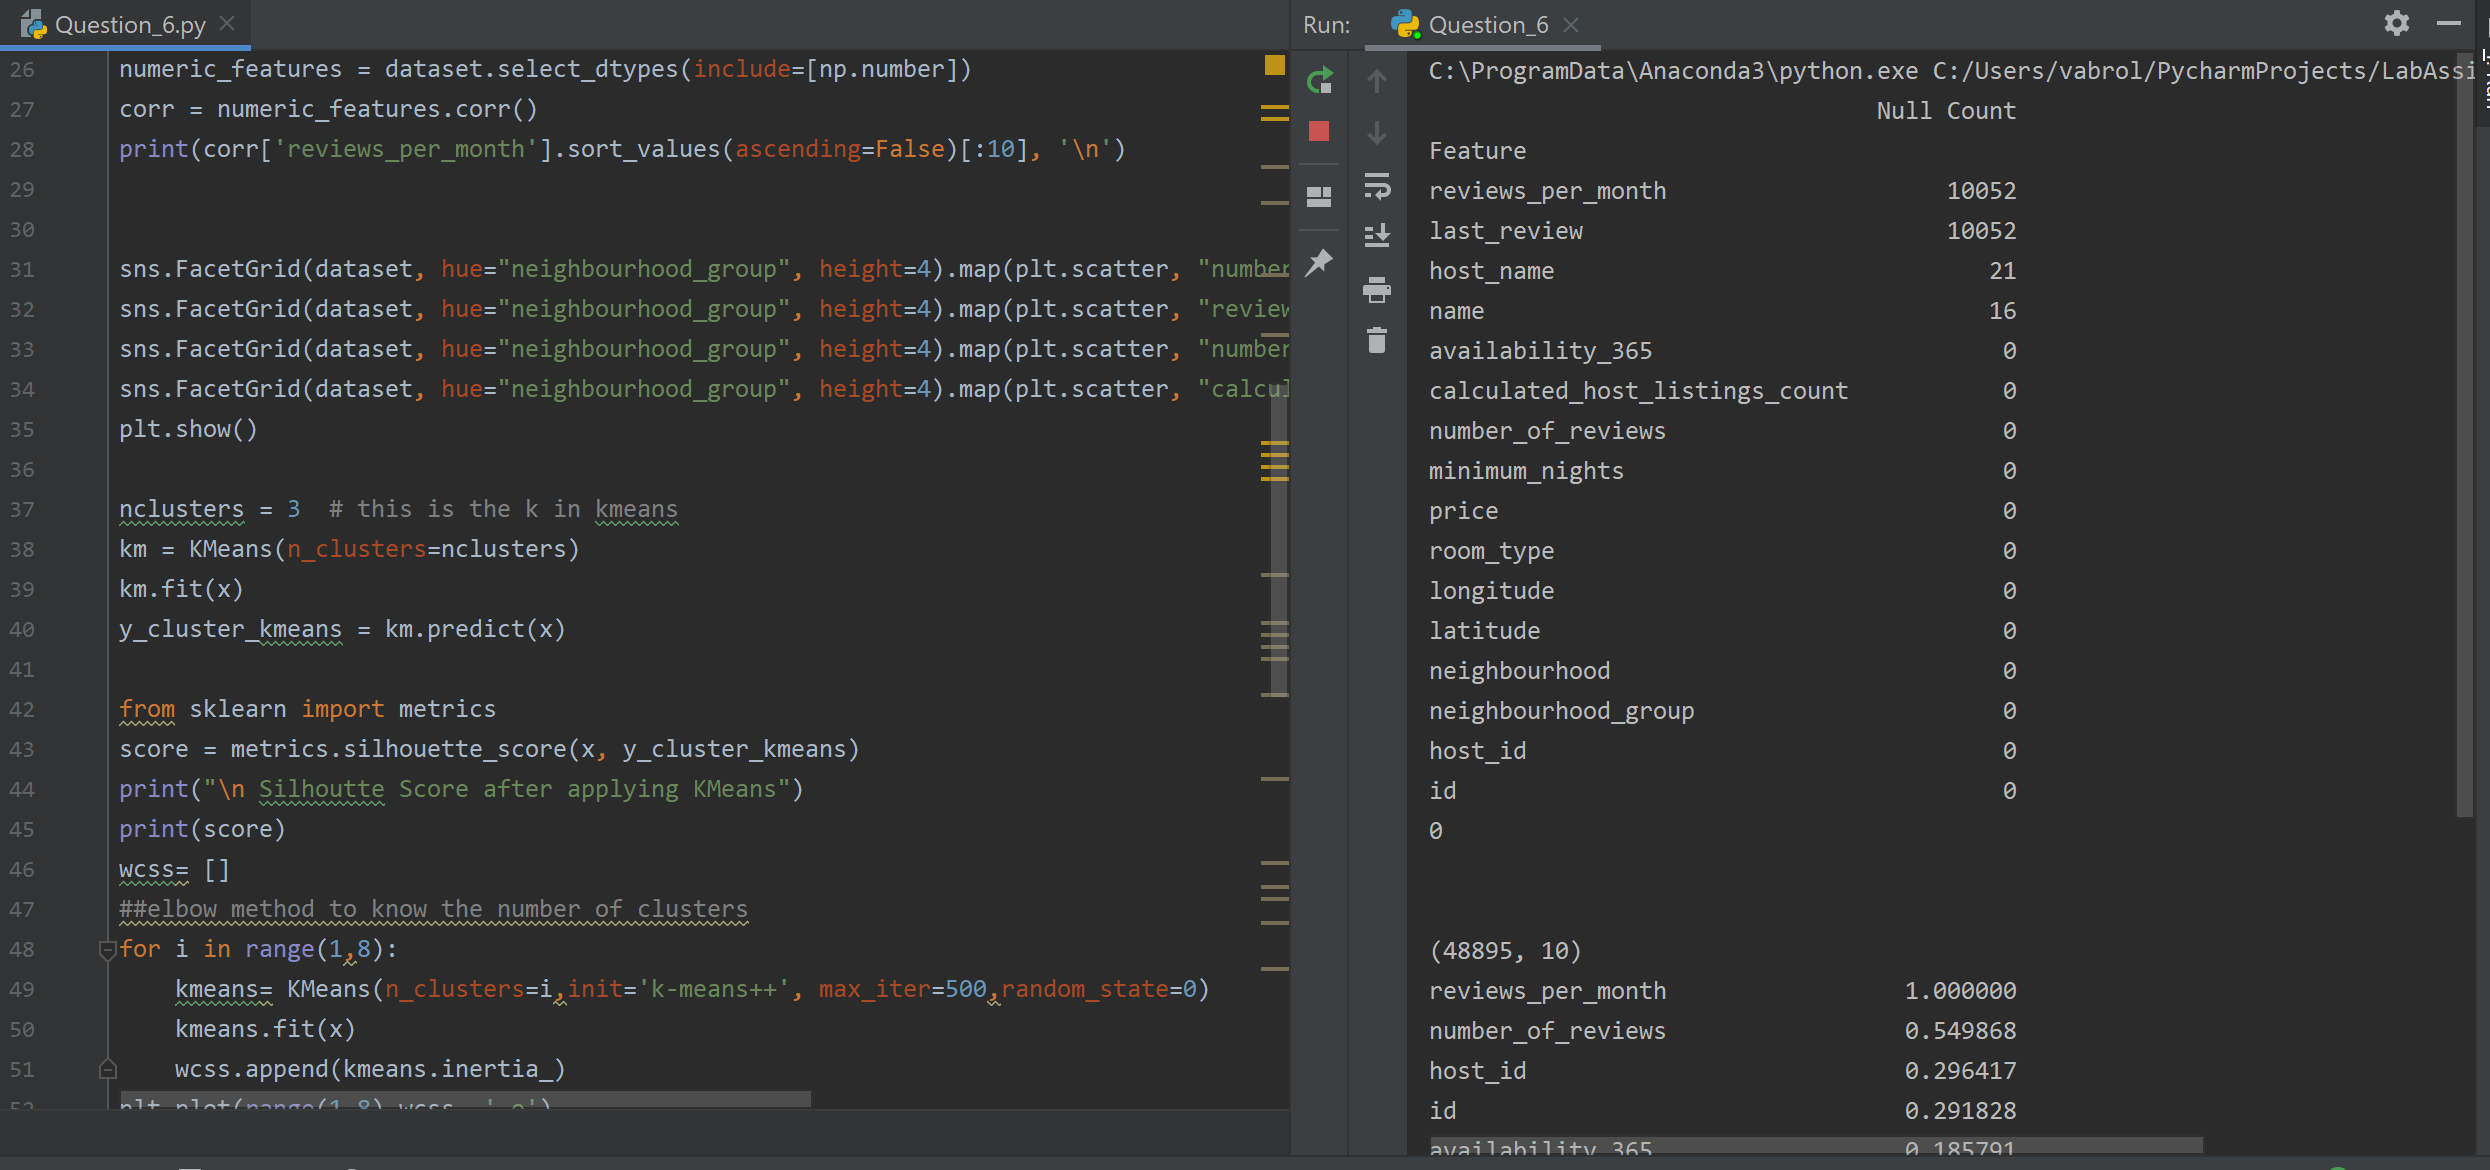 Question_6.py
26 numeric_features = dataset.select_dtypes(include=[np.number])
27 corr = numeric_features.corr()
28 print(corr['reviews_per_month'].sort_values(ascending=False)[:10], '\n')
29
30
31 sns.FacetGrid(dataset, hue="neighbourhood_group", height=4).map(plt.scatter, "number
32 sns.FacetGrid(dataset, hue="neighbourhood_group", height=4).map(plt.scatter, "review
33 sns.FacetGrid(dataset, hue="neighbourhood_group", height=4).map(plt.scatter, "number
34 sns.FacetGrid(dataset, hue="neighbourhood_group", height=4).map(plt.scatter, "calcul
35 plt.show()
36
37 nclusters = 3  # this is the k in kmeans
38 km = KMeans(n_clusters=nclusters)
39 km.fit(x)
40 y_cluster_kmeans = km.predict(x)
41
42 from sklearn import metrics
43 score = metrics.silhouette_score(x, y_cluster_kmeans)
44 print("\n Silhoutte Score after applying KMeans")
45 print(score)
46 wcss= []
47 ##elbow method to know the number of clusters
48 for i in range(1,8):
49     kmeans= KMeans(n_clusters=i,init='k-means++', max_iter=500,random_state=0)
50     kmeans.fit(x)
51     wcss.append(kmeans.inertia_)
52 plt.plot(range(1,8),wcss,
Run: Question_6
C:\ProgramData\Anaconda3\python.exe C:/Users/vabrol/PycharmProjects/LabAssi
Null Count
Feature
reviews_per_month 10052
last_review 10052
host_name 21
name 16
availability_365 0
calculated_host_listings_count 0
number_of_reviews 0
minimum_nights 0
price 0
room_type 0
longitude 0
latitude 0
neighbourhood 0
neighbourhood_group 0
host_id 0
id 0
0
(48895, 10)
reviews_per_month 1.000000
number_of_reviews 0.549868
host_id 0.296417
id 0.291828
availability_365 0.185791